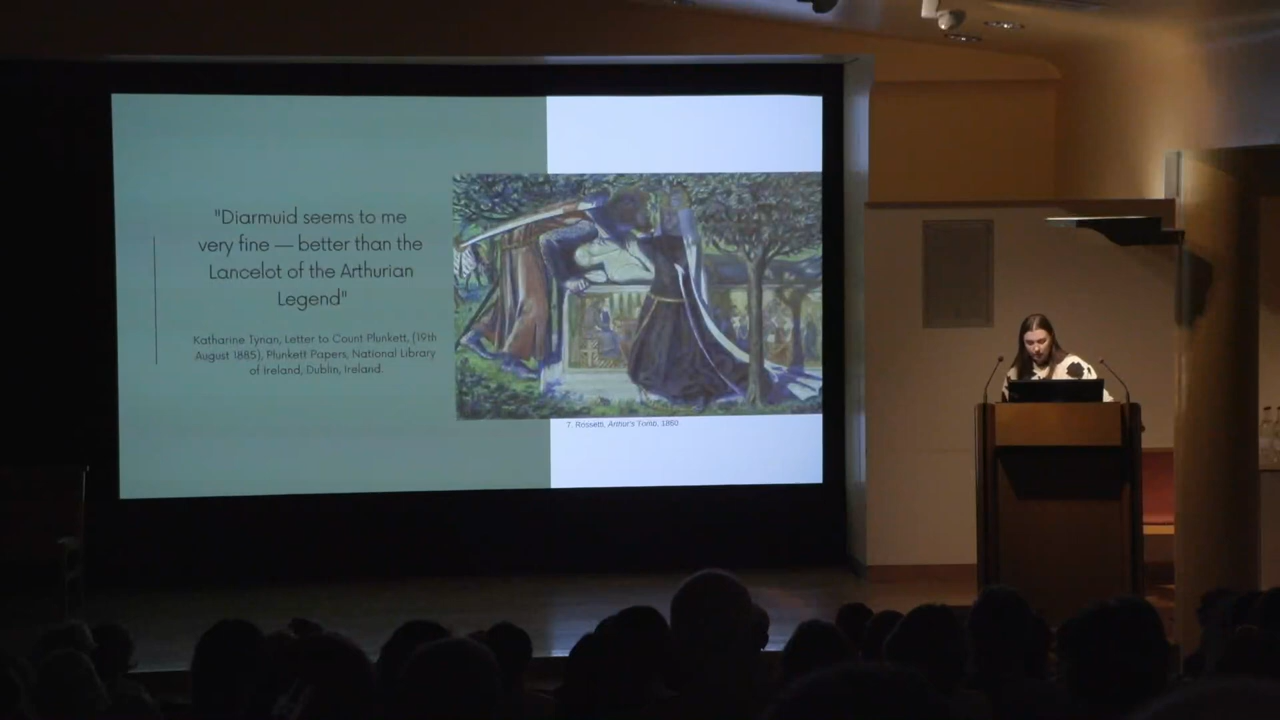 "Diarmuid seems to me
very fine — better than the
Lancelot of the Arthurian
Legend"
Katharine Tynan, Letter to Count Plunkett, (19th
August 1885), Plunkett Papers, National Library
of Ireland, Dublin, Ireland.
7. Rossetti, Arthur's Tomb, 1860